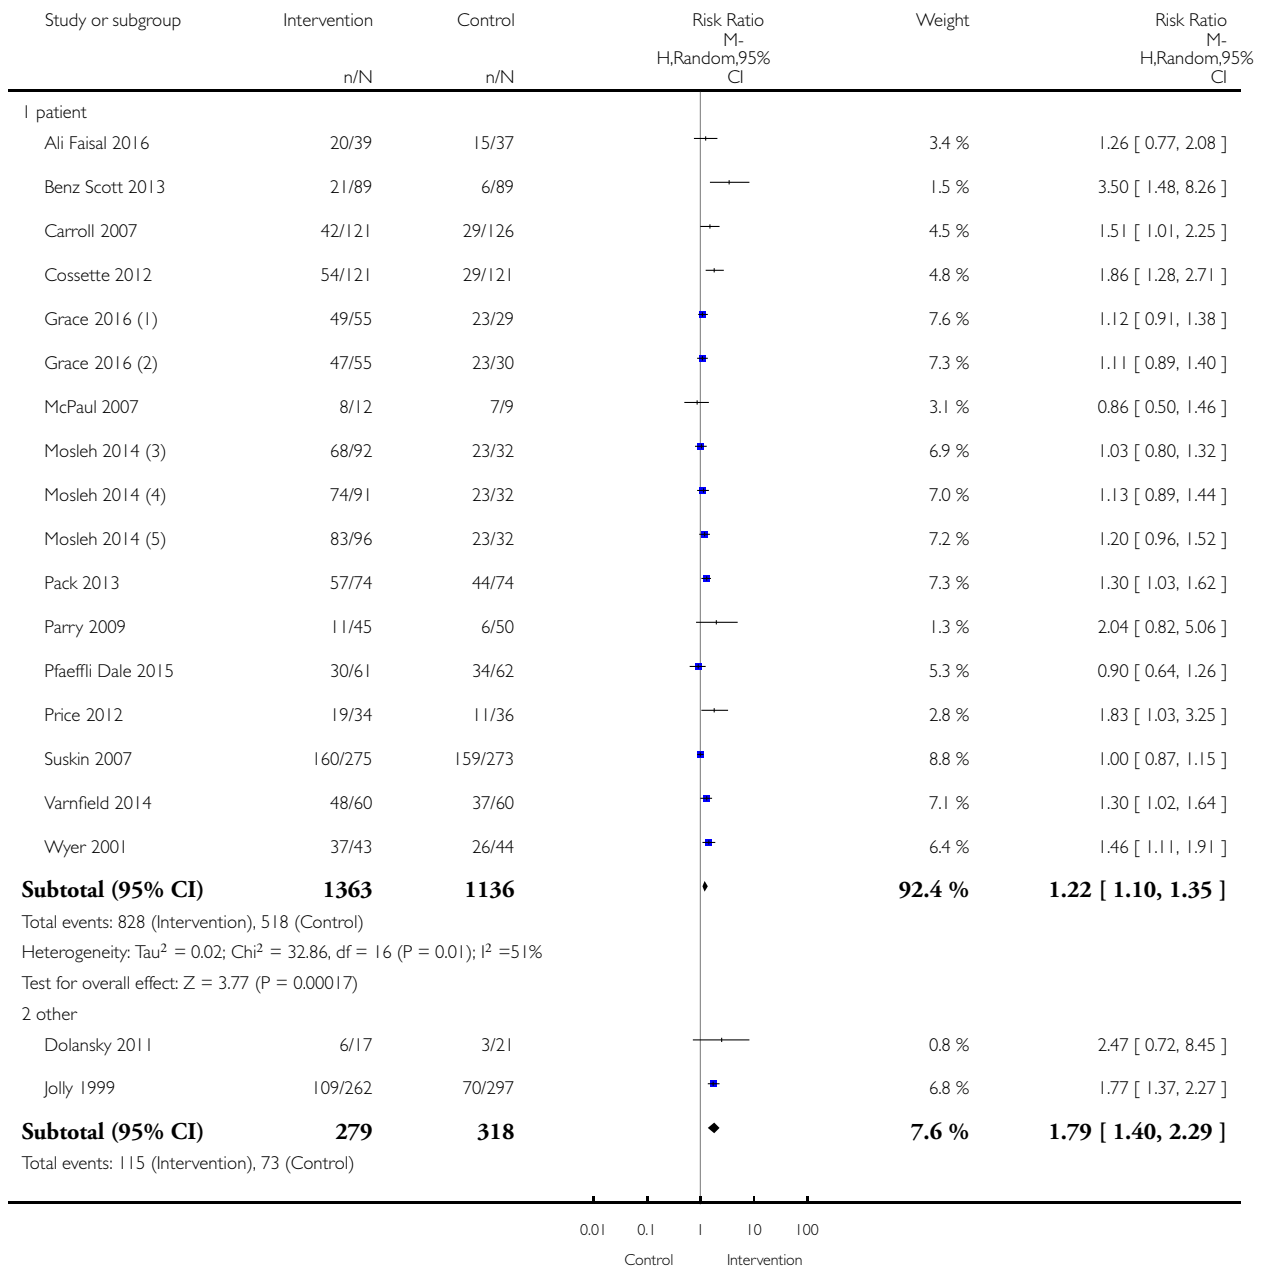 Study or subgroup Intervention Control Risk Ratio Weight Risk Ratio
M- M-
H,Random,95% H,Random,95%
n/N n/N CI CI
1 patient
Ali Faisal 2016 20/39 15/37 3.4 % 1.26 [ 0.77, 2.08 ]
Benz Scott 2013 21/89 6/89 1.5 % 3.50 [ 1.48, 8.26 ]
Carroll 2007 42/121 29/126 4.5 % 1.51 [ 1.01, 2.25 ]
Cossette 2012 54/121 29/121 4.8 % 1.86 [ 1.28, 2.71 ]
Grace 2016 (1) 49/55 23/29 7.6 % 1.12 [ 0.91, 1.38 ]
Grace 2016 (2) 47/55 23/30 7.3 % 1.11 [ 0.89, 1.40 ]
McPaul 2007 8/12 7/9 3.1 % 0.86 [ 0.50, 1.46 ]
Mosleh 2014 (3) 68/92 23/32 6.9 % 1.03 [ 0.80, 1.32 ]
Mosleh 2014 (4) 74/91 23/32 7.0 % 1.13 [ 0.89, 1.44 ]
Mosleh 2014 (5) 83/96 23/32 7.2 % 1.20 [ 0.96, 1.52 ]
Pack 2013 57/74 44/74 7.3 % 1.30 [ 1.03, 1.62 ]
Parry 2009 11/45 6/50 1.3 % 2.04 [ 0.82, 5.06 ]
Pfaeffli Dale 2015 30/61 34/62 5.3 % 0.90 [ 0.64, 1.26 ]
Price 2012 19/34 11/36 2.8 % 1.83 [ 1.03, 3.25 ]
Suskin 2007 160/275 159/273 8.8 % 1.00 [ 0.87, 1.15 ]
Varnfield 2014 48/60 37/60 7.1 % 1.30 [ 1.02, 1.64 ]
Wyer 2001 37/43 26/44 6.4 % 1.46 [ 1.11, 1.91 ]
Subtotal (95% CI) 1363 1136 92.4 % 1.22 [ 1.10, 1.35 ]
Total events: 828 (Intervention), 518 (Control)
Heterogeneity: Tau² = 0.02; Chi² = 32.86, df = 16 (P = 0.01); I² =51%
Test for overall effect: Z = 3.77 (P = 0.00017)
2 other
Dolansky 2011 6/17 3/21 0.8 % 2.47 [ 0.72, 8.45 ]
Jolly 1999 109/262 70/297 6.8 % 1.77 [ 1.37, 2.27 ]
Subtotal (95% CI) 279 318 7.6 % 1.79 [ 1.40, 2.29 ]
Total events: 115 (Intervention), 73 (Control)
0.01 0.1 1 10 100
Control Intervention